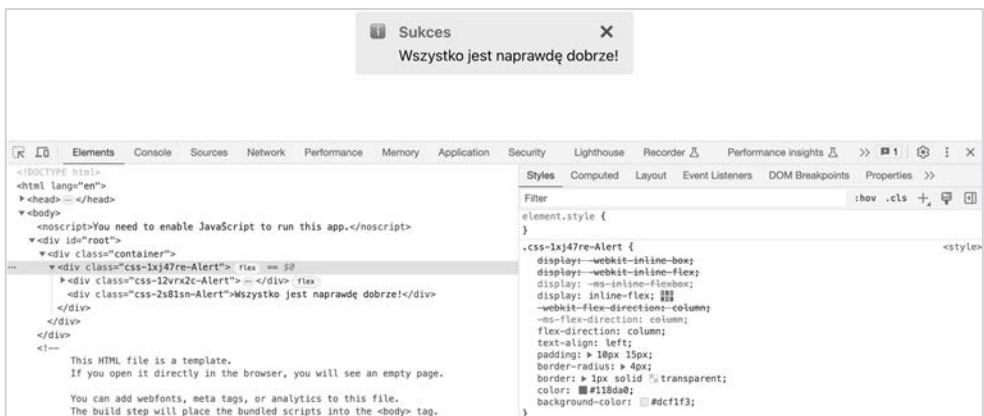 Sukces
Wszystko jest naprawdę dobrze!
Elements Console Sources Network Performance Memory Application Security Lighthouse Recorder Performance insights >> 1
<!DOCTYPE html>
<html lang="en">
<head> </head>
<body>
<noscript>You need to enable JavaScript to run this app.</noscript>
<div id="root">
<div class="container">
<div class="css-1xj47re-Alert"> flex == $0
<div class="css-12vrx2c-Alert"> </div> flex
<div class="css-2s81sn-Alert">Wszystko jest naprawdę dobrze!</div>
</div>
</div>
</div>
<!--
This HTML file is a template.
If you open it directly in the browser, you will see an empty page.
You can add webfonts, meta tags, or analytics to this file.
The build step will place the bundled scripts into the <body> tag.
Styles Computed Layout Event Listeners DOM Breakpoints Properties >>
Filter :hov .cls +
element.style {
}
.css-1xj47re-Alert { <style>
display: -webkit-inline-box;
display: -webkit-inline-flex;
display: -ms-inline-flexbox;
display: inline-flex;
-webkit-flex-direction: column;
-ms-flex-direction: column;
flex-direction: column;
text-align: left;
padding: 10px 15px;
border-radius: 4px;
border: 1px solid transparent;
color: #118da0;
background-color: #dcf1f3;
}